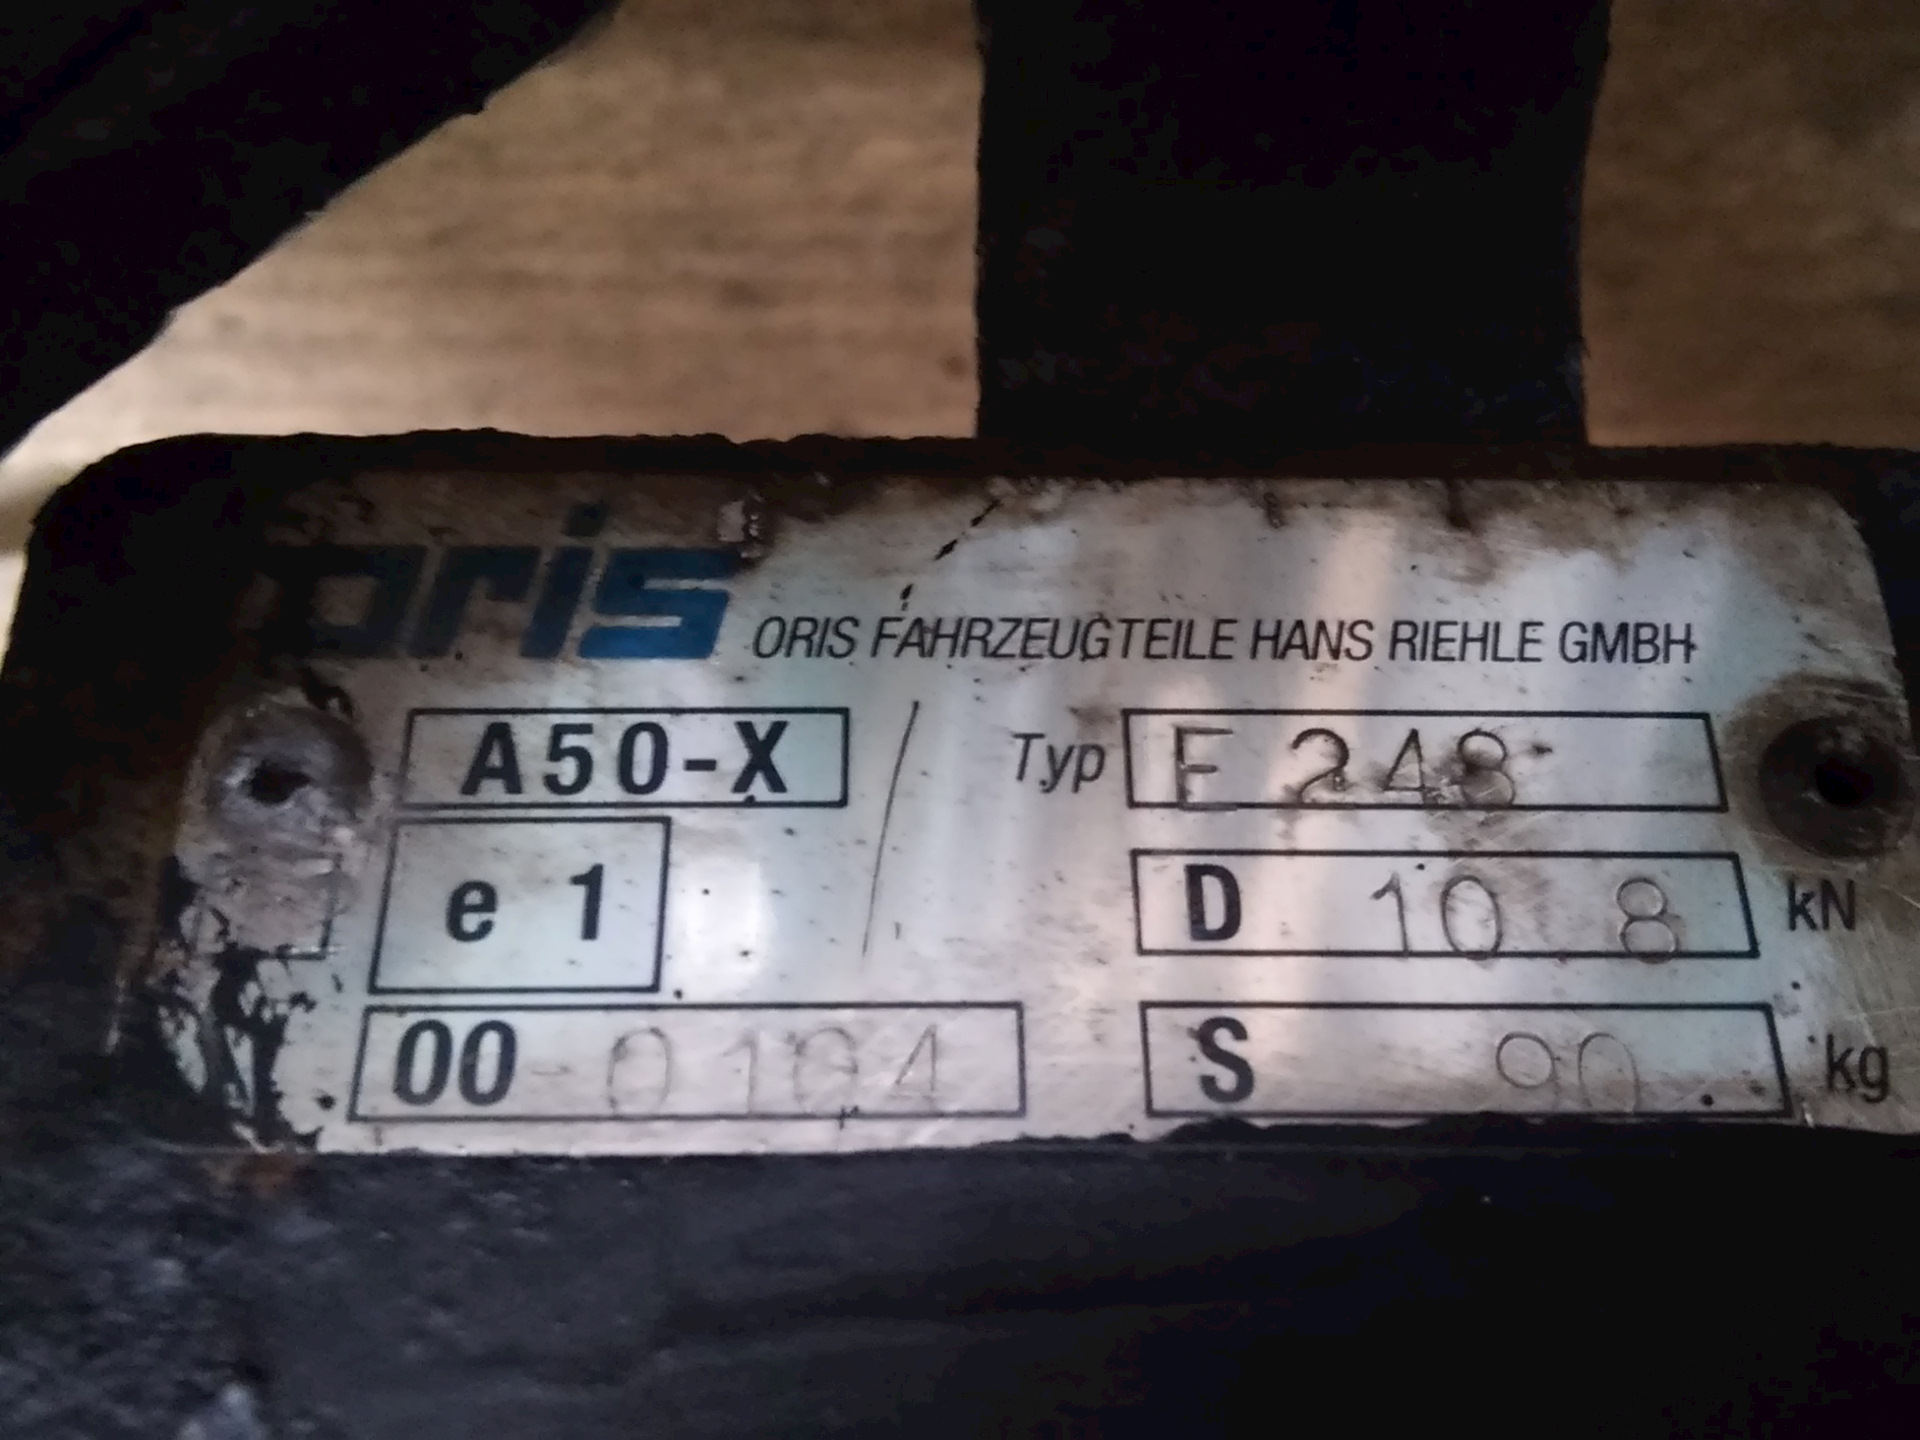 oris ORIS FAHRZEUGTEILE HANS RIEHLE GMBH
A50-X Typ E 248
e 1 D 10 8 kN
00-0104 S 90 kg